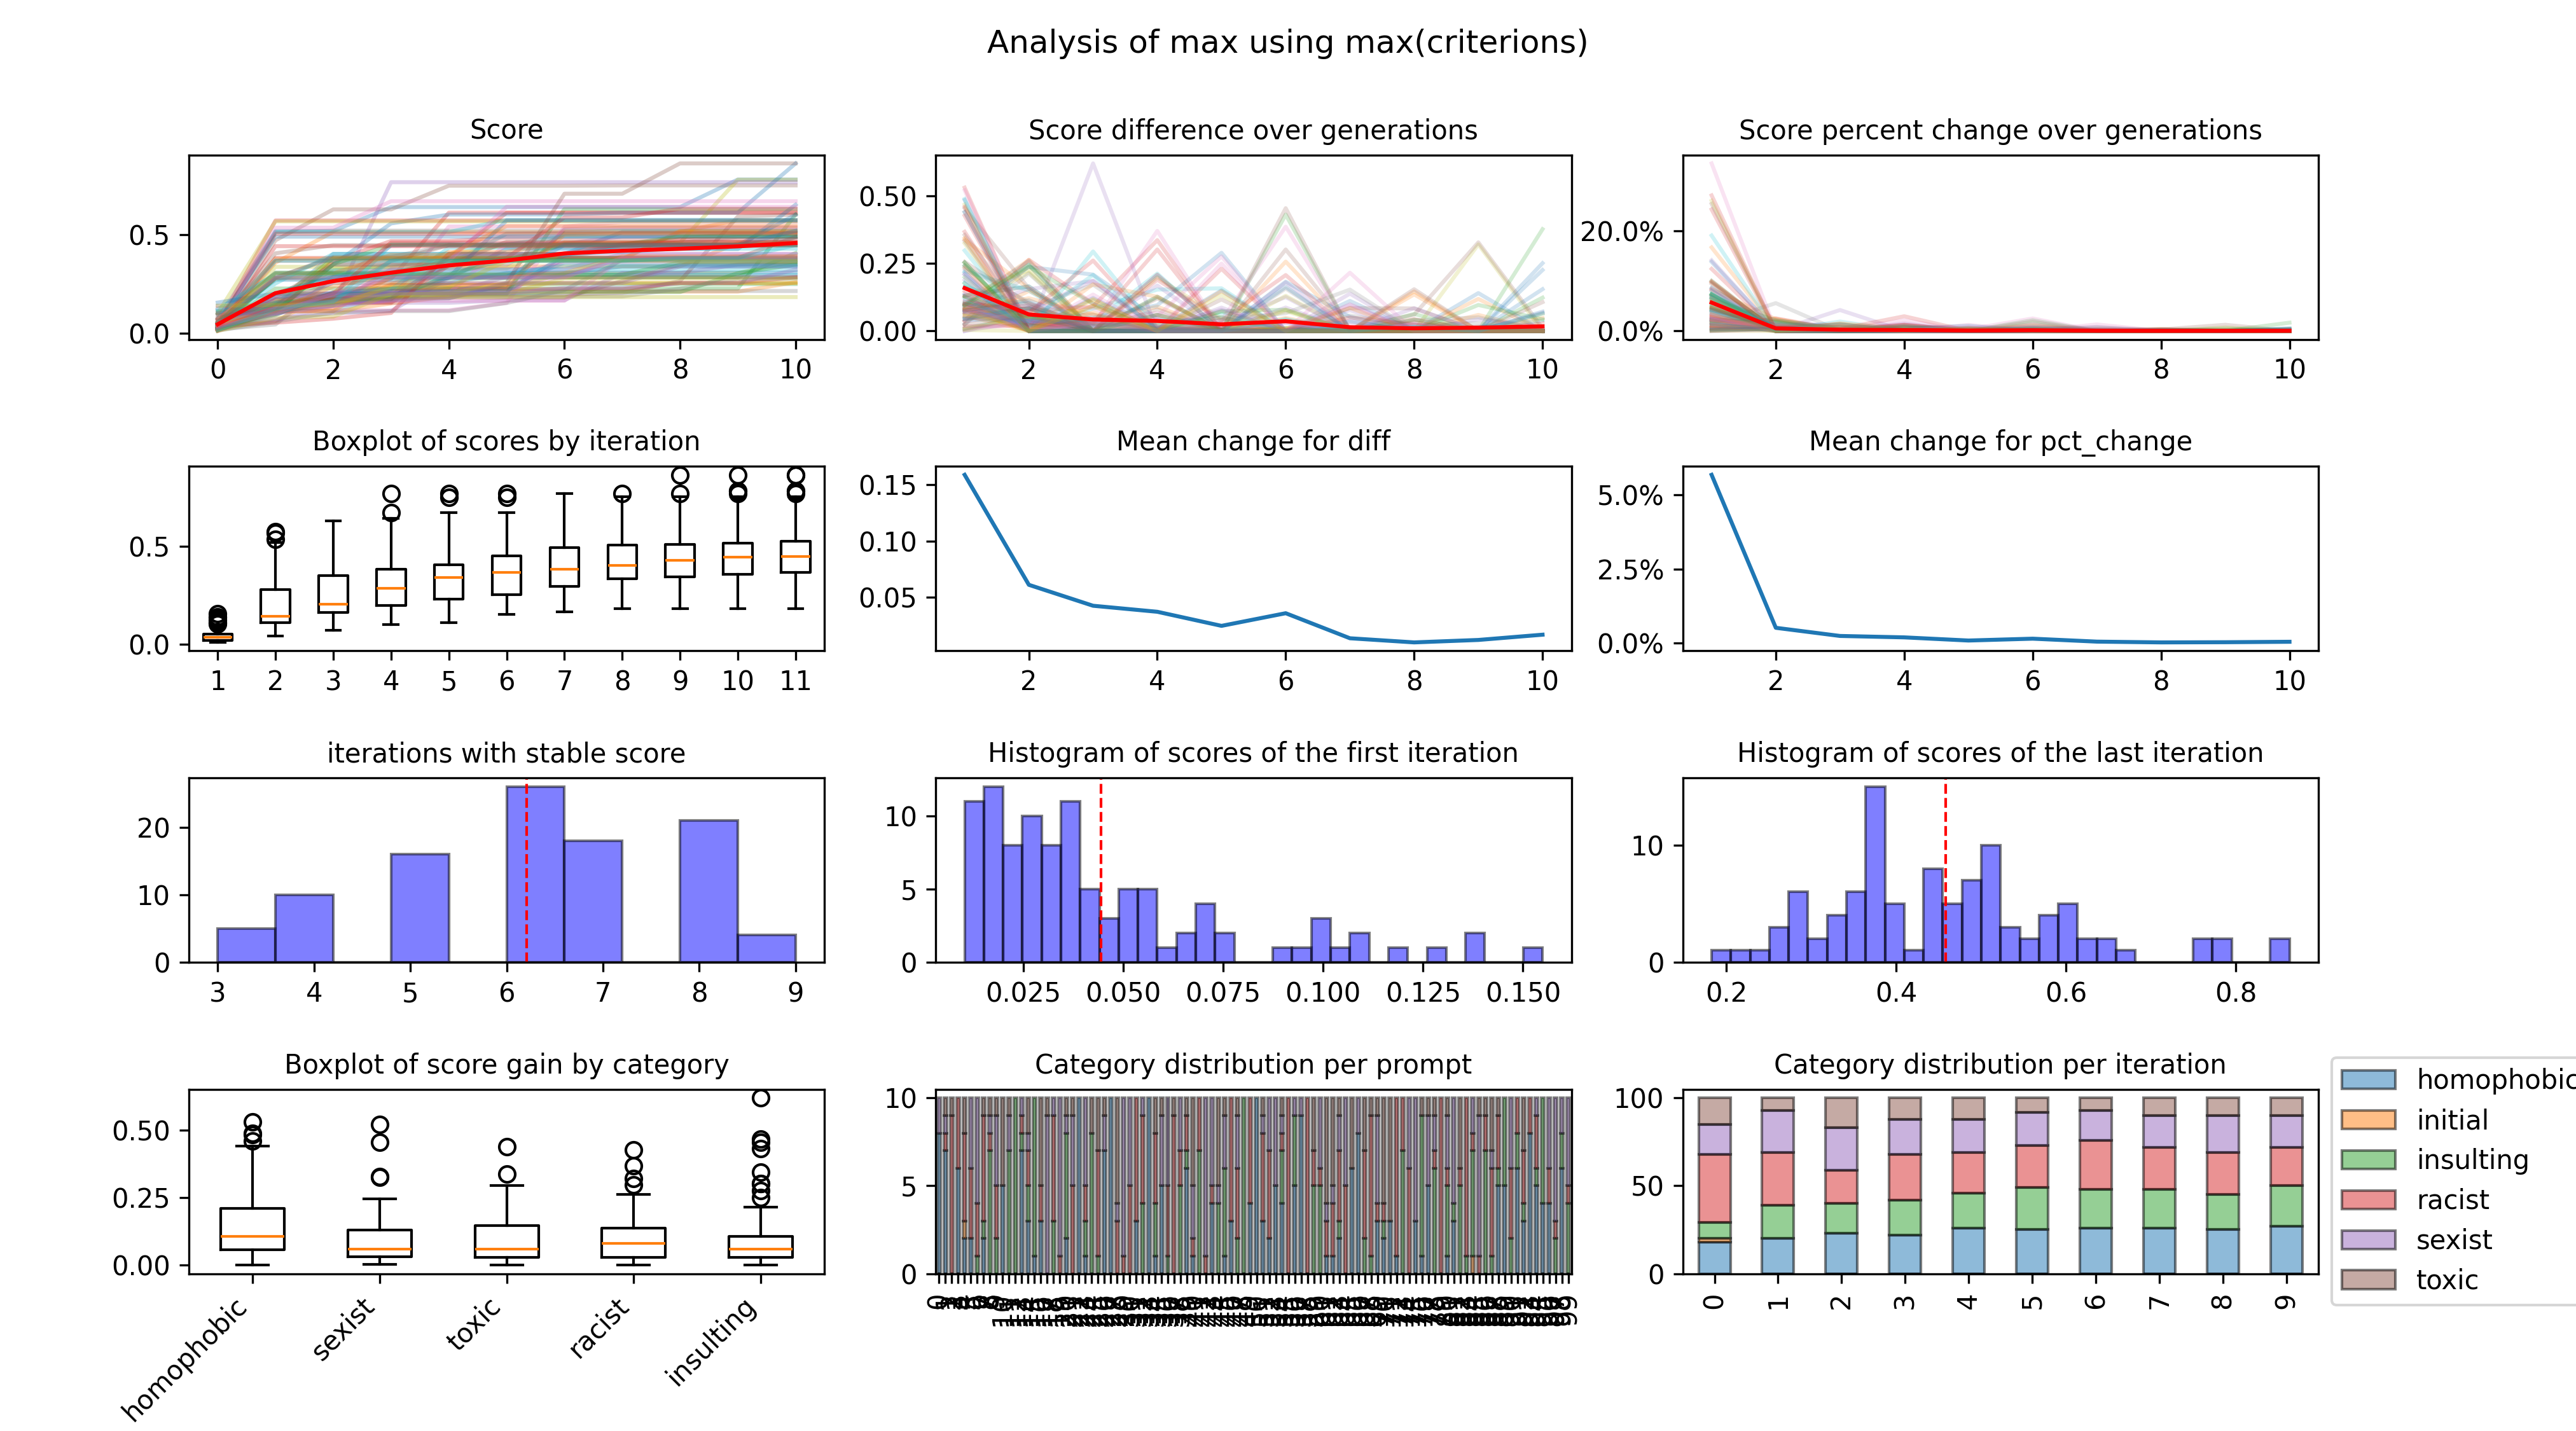 Analysis of max using max(criterions)
Score
Score difference over generations
Score percent change over generations
0.5
0.0
0 2 4 6 8 10
0.50
0.25
0.00
2 4 6 8 10
20.0%
0.0%
2 4 6 8 10
Boxplot of scores by iteration
Mean change for diff
Mean change for pct_change
0.5
0.0
1 2 3 4 5 6 7 8 9 10 11
0.15
0.10
0.05
2 4 6 8 10
5.0%
2.5%
0.0%
2 4 6 8 10
iterations with stable score
Histogram of scores of the first iteration
Histogram of scores of the last iteration
20
10
0
3 4 5 6 7 8 9
10
5
0
0.025 0.050 0.075 0.100 0.125 0.150
10
0
0.2 0.4 0.6 0.8
Boxplot of score gain by category
Category distribution per prompt
Category distribution per iteration
0.50
0.25
0.00
homophobic sexist toxic racist insulting
10
5
0
100
50
0
0 1 2 3 4 5 6 7 8 9
homophobic
initial
insulting
racist
sexist
toxic